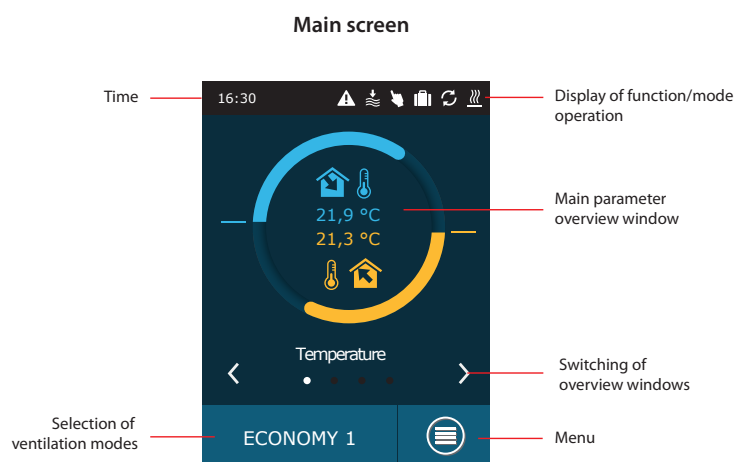 Main screen
Time
16:30
Display of function/mode
operation
21,9 °C
21,3 °C
Main parameter
overview window
Temperature
Switching of
overview windows
Selection of
ventilation modes
ECONOMY 1
Menu